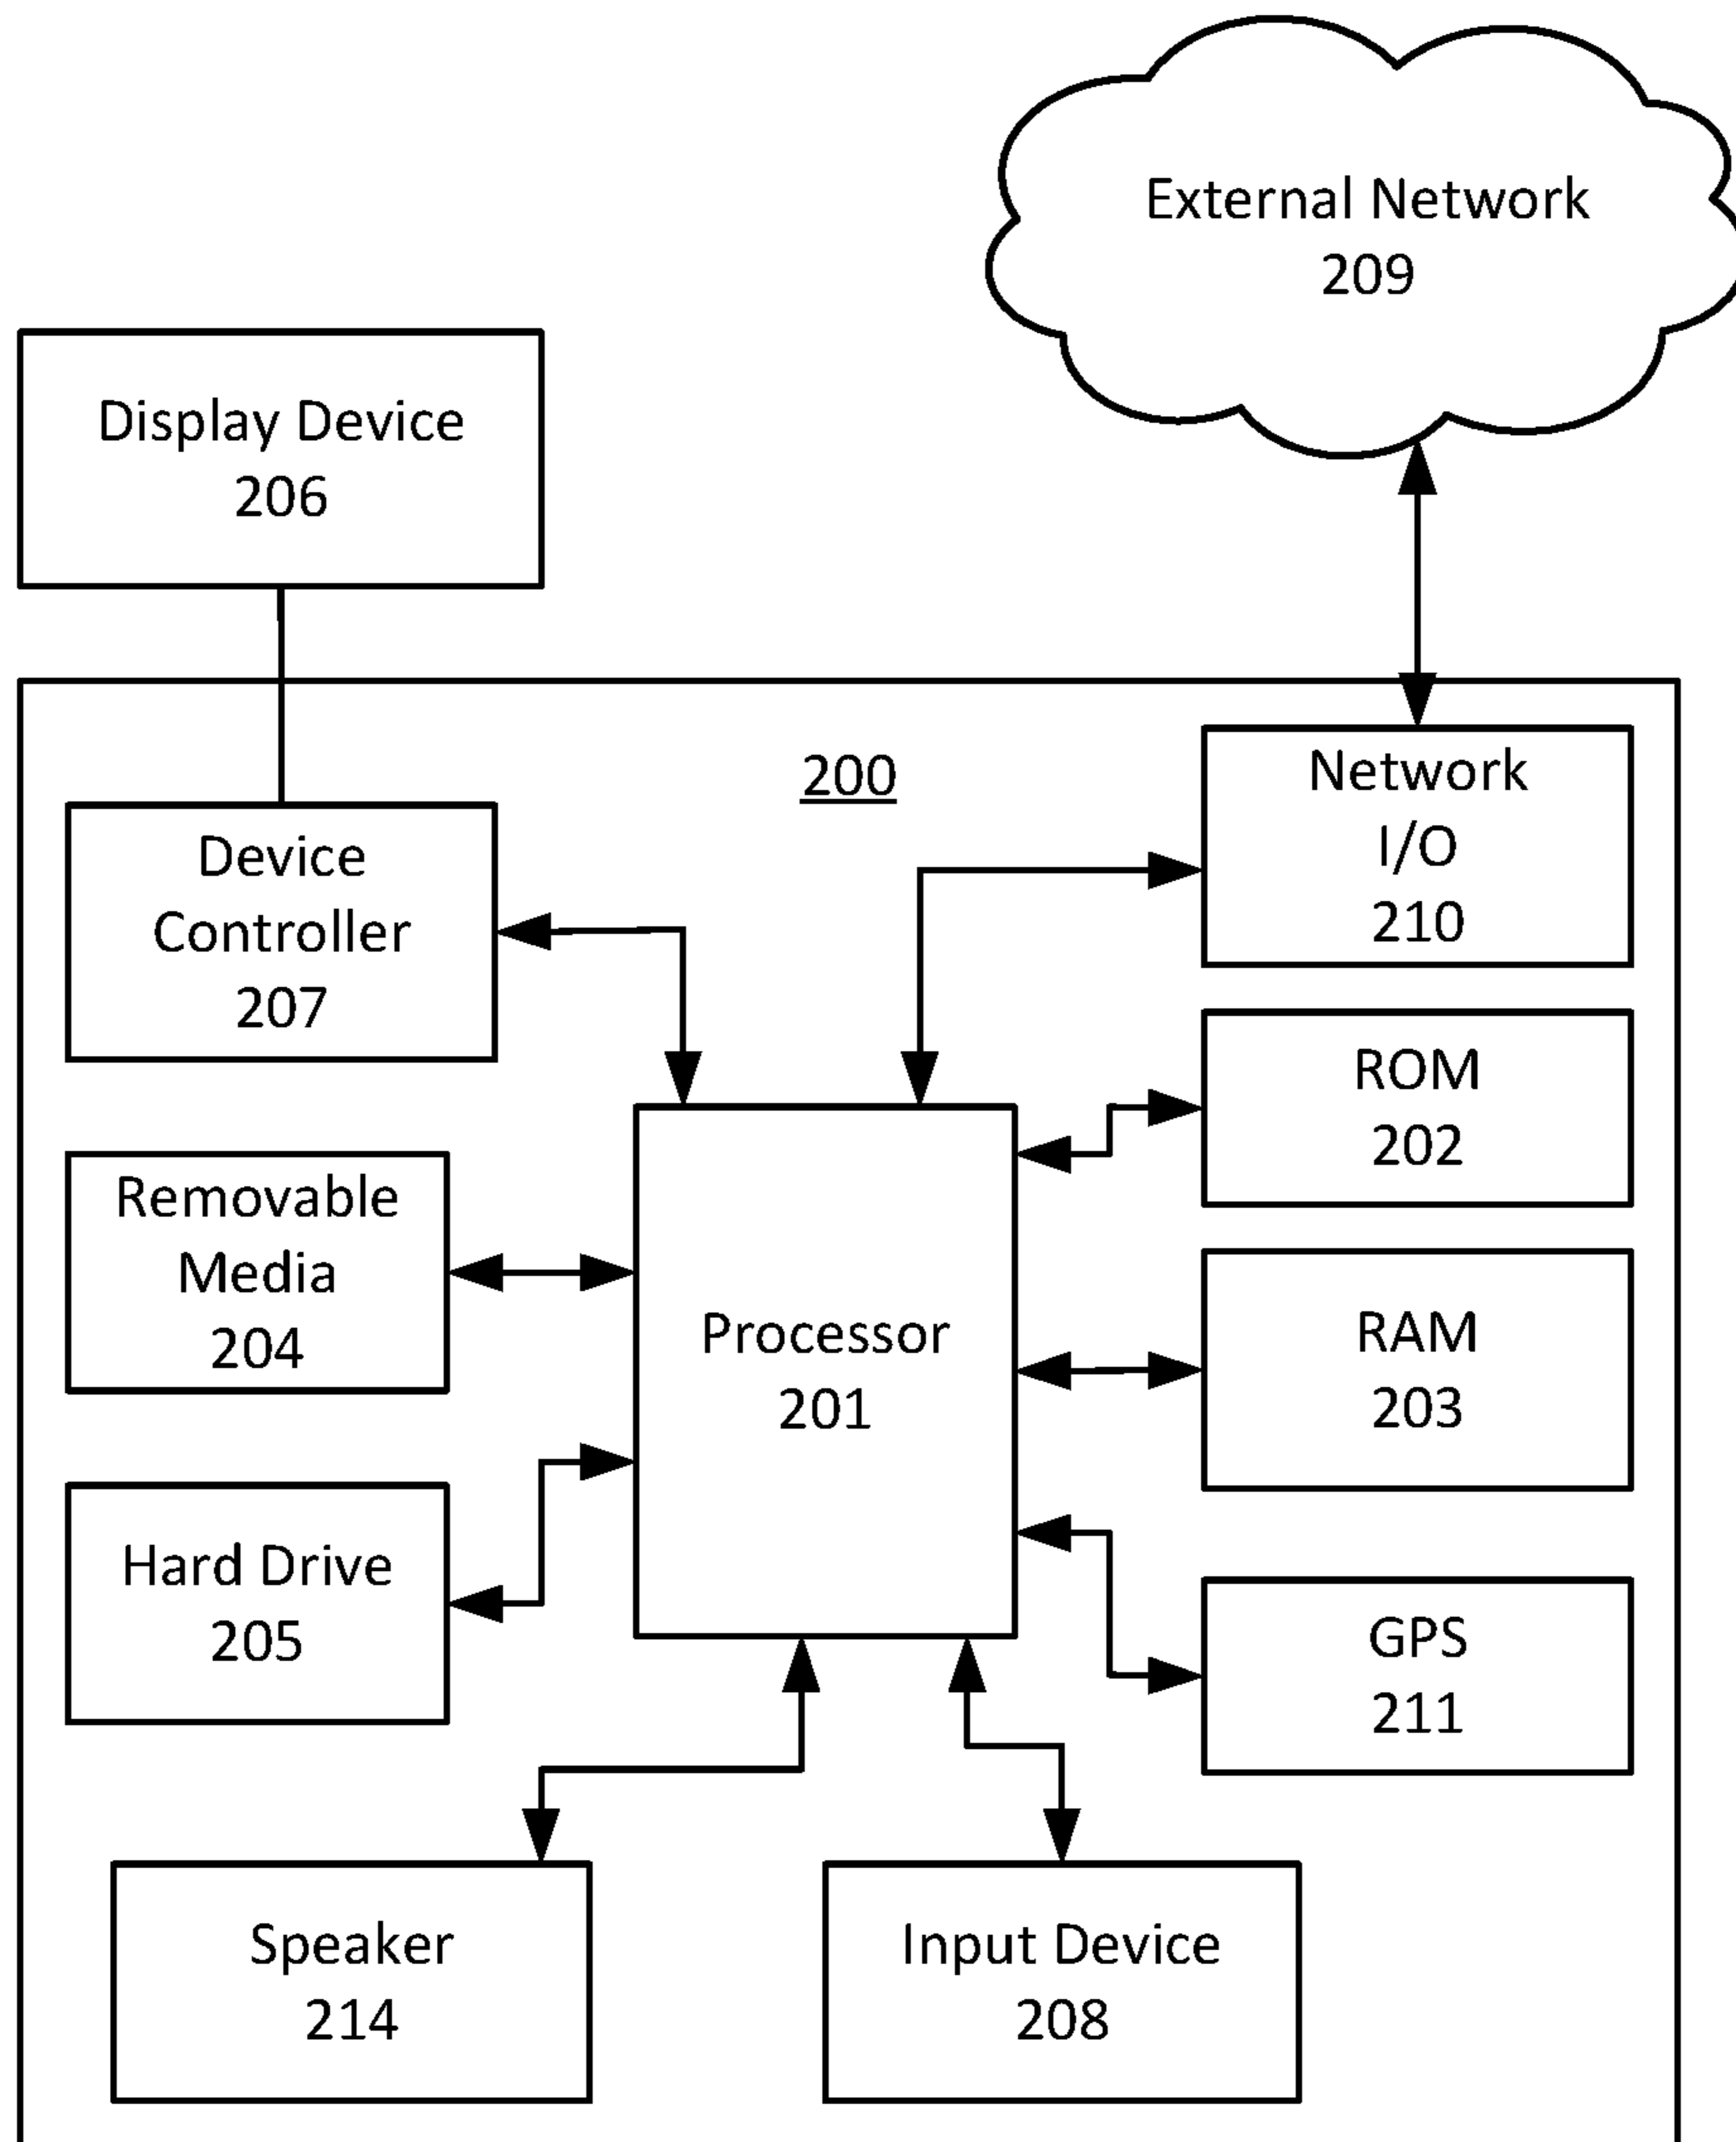 External Network
209
Display Device
206
200
Network
I/O
210
Device
Controller
207
ROM
202
Removable
Media
204
Processor
201
RAM
203
Hard Drive
205
GPS
211
Speaker
214
Input Device
208